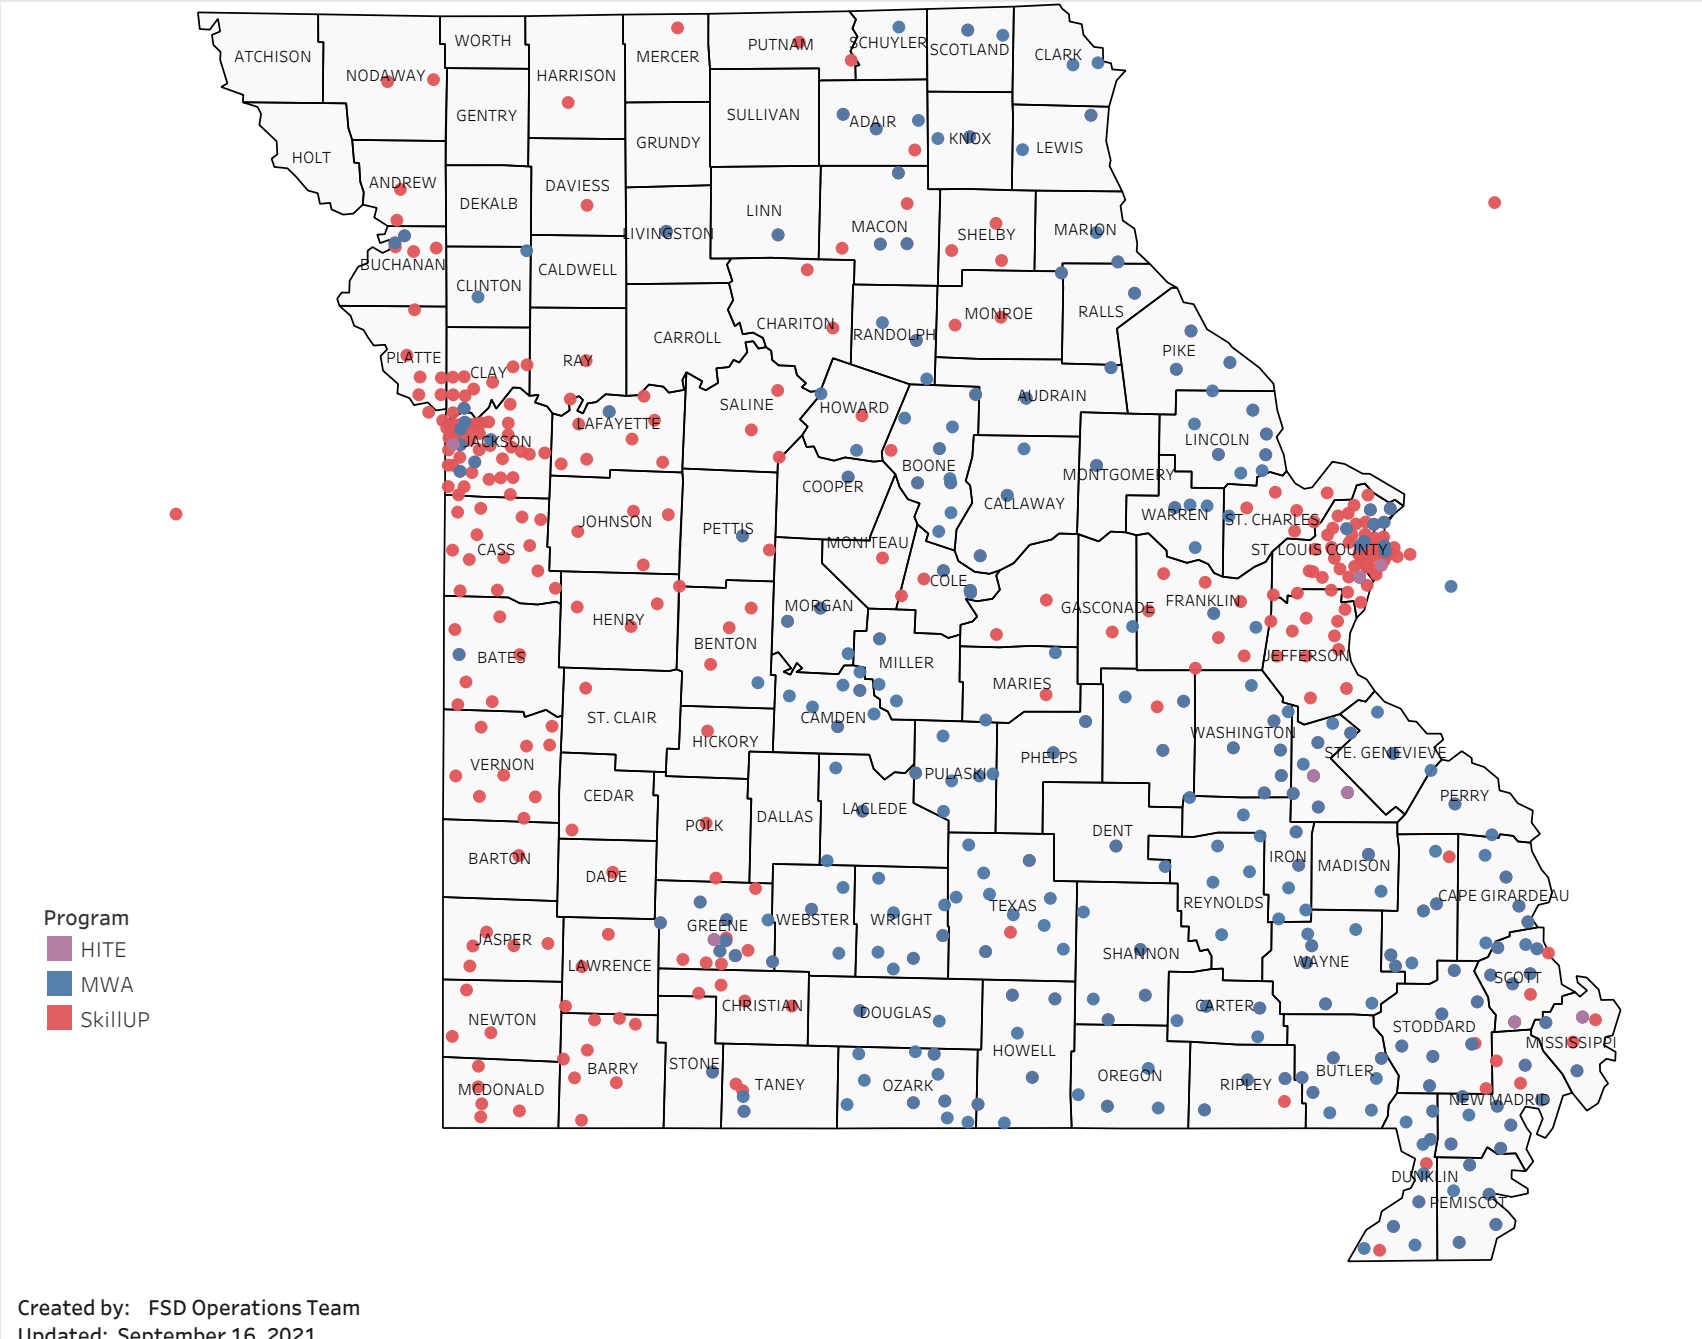 ATCHISON
NODAWAY
WORTH
HARRISON
MERCER
PUTNAM
SCHUYLER
SCOTLAND
CLARK
GENTRY
SULLIVAN
ADAIR
KNOX
LEWIS
HOLT
GRUNDY
ANDREW
DEKALB
DAVIESS
LIVINGSTON
LINN
MACON
SHELBY
MARION
BUCHANAN
CLINTON
CALDWELL
CHARITON
RANDOLPH
MONROE
RALLS
CARROLL
PLATTE
CLAY
RAY
PIKE
SALINE
HOWARD
AUDRAIN
LAFAYETTE
JACKSON
BOONE
LINCOLN
COOPER
CALLAWAY
MONTGOMERY
WARREN
ST. CHARLES
JOHNSON
PETTIS
CASS
MONITEAU
ST. LOUIS COUNTY
COLE
MORGAN
GASCONADE
FRANKLIN
HENRY
BENTON
BATES
MILLER
JEFFERSON
MARIES
ST. CLAIR
CAMDEN
HICKORY
WASHINGTON
STE. GENEVIEVE
VERNON
PULASKI
PHELPS
CEDAR
POLK
DALLAS
LACLEDE
PERRY
DENT
BARTON
DADE
IRON
MADISON
CAPE GIRARDEAU
REYNOLDS
TEXAS
GREENE
WEBSTER
WRIGHT
JASPER
LAWRENCE
SHANNON
WAYNE
SCOTT
CHRISTIAN
DOUGLAS
CARTER
NEWTON
STODDARD
MISSISSIPPI
HOWELL
STONE
BARRY
TANEY
OZARK
OREGON
RIPLEY
BUTLER
MCDONALD
NEW MADRID
DUNKLIN
PEMISCOT
Program
HITE
MWA
SkillUP
Created by: FSD Operations Team
Updated: September 16, 2021